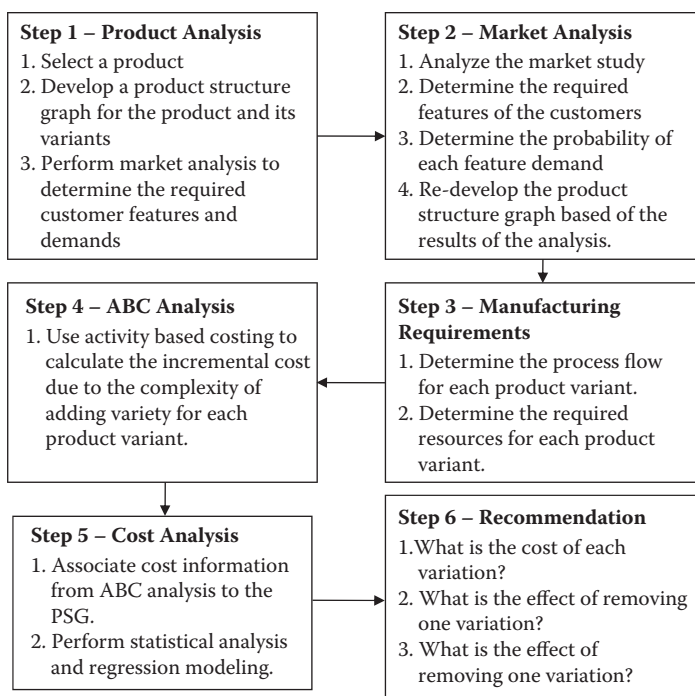 Step 1 – Product Analysis
1. Select a product
2. Develop a product structure
graph for the product and its
variants
3. Perform market analysis to
determine the required
customer features and
demands
Step 2 – Market Analysis
1. Analyze the market study
2. Determine the required
features of the customers
3. Determine the probability of
each feature demand
4. Re-develop the product
structure graph based of the
results of the analysis.
Step 3 – Manufacturing
Requirements
1. Determine the process flow
for each product variant.
2. Determine the required
resources for each product
variant.
Step 4 – ABC Analysis
1. Use activity based costing to
calculate the incremental cost
due to the complexity of
adding variety for each
product variant.
Step 5 – Cost Analysis
1. Associate cost information
from ABC analysis to the
PSG.
2. Perform statistical analysis
and regression modeling.
Step 6 – Recommendation
1.What is the cost of each
variation?
2. What is the effect of removing
one variation?
3. What is the effect of
removing one variation?